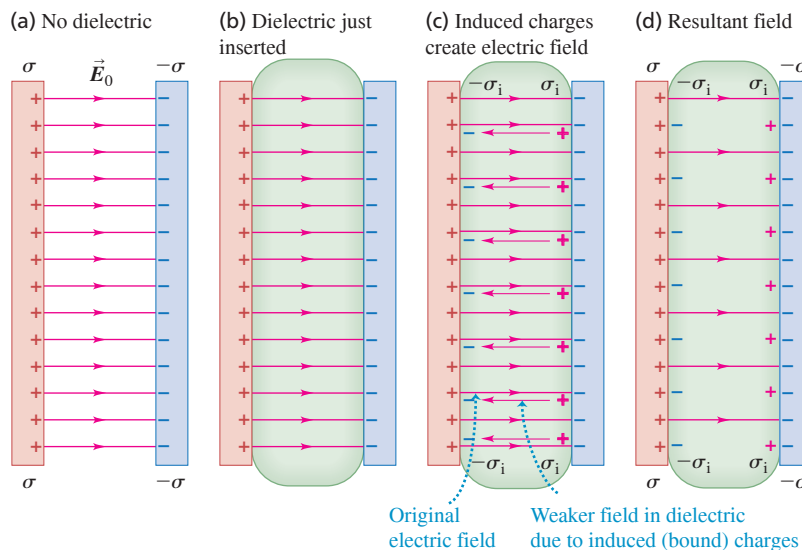 (a) No dielectric
σ
E⃗₀
−σ
σ
−σ
(b) Dielectric just
inserted
(c) Induced charges
create electric field
−σᵢ
σᵢ
−σᵢ
σᵢ
Original
electric field
Weaker field in dielectric
due to induced (bound) charges
(d) Resultant field
σ
−σᵢ
σᵢ
−σ
σ
−σᵢ
σᵢ
−σ